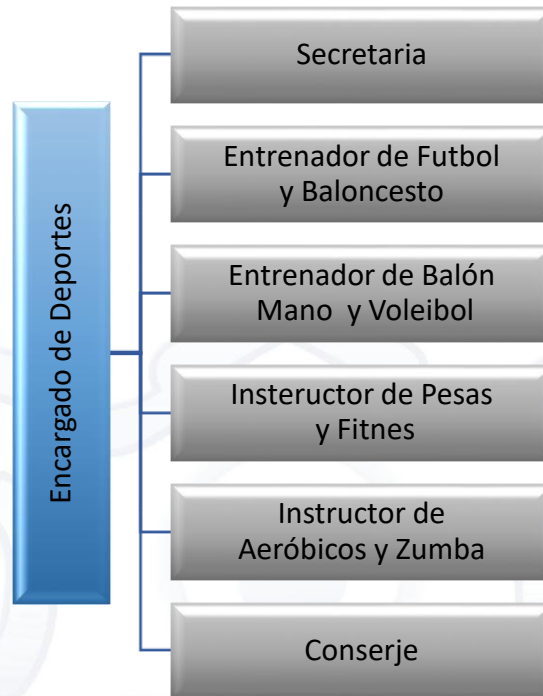 Encargado de Deportes
Secretaria
Entrenador de Futbol
y Baloncesto
Entrenador de Balón
Mano y Voleibol
Insteructor de Pesas
y Fitnes
Instructor de
Aeróbicos y Zumba
Conserje